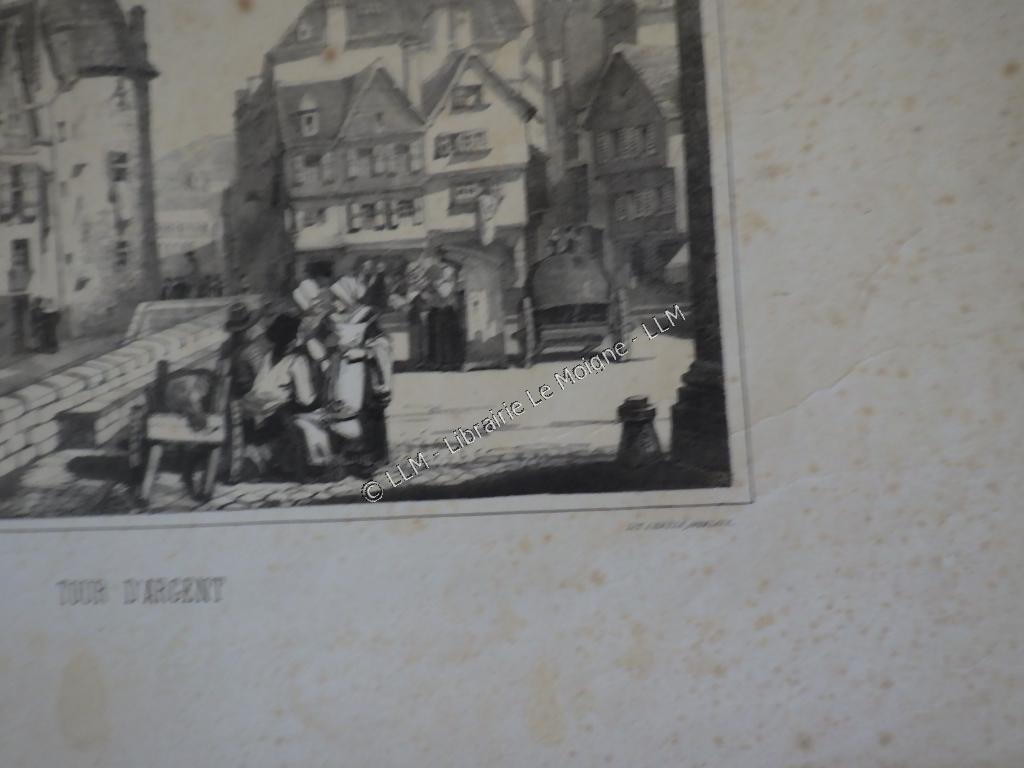 © LLM - Librairie Le Moigne - LLM
TOUR D'ARGENT